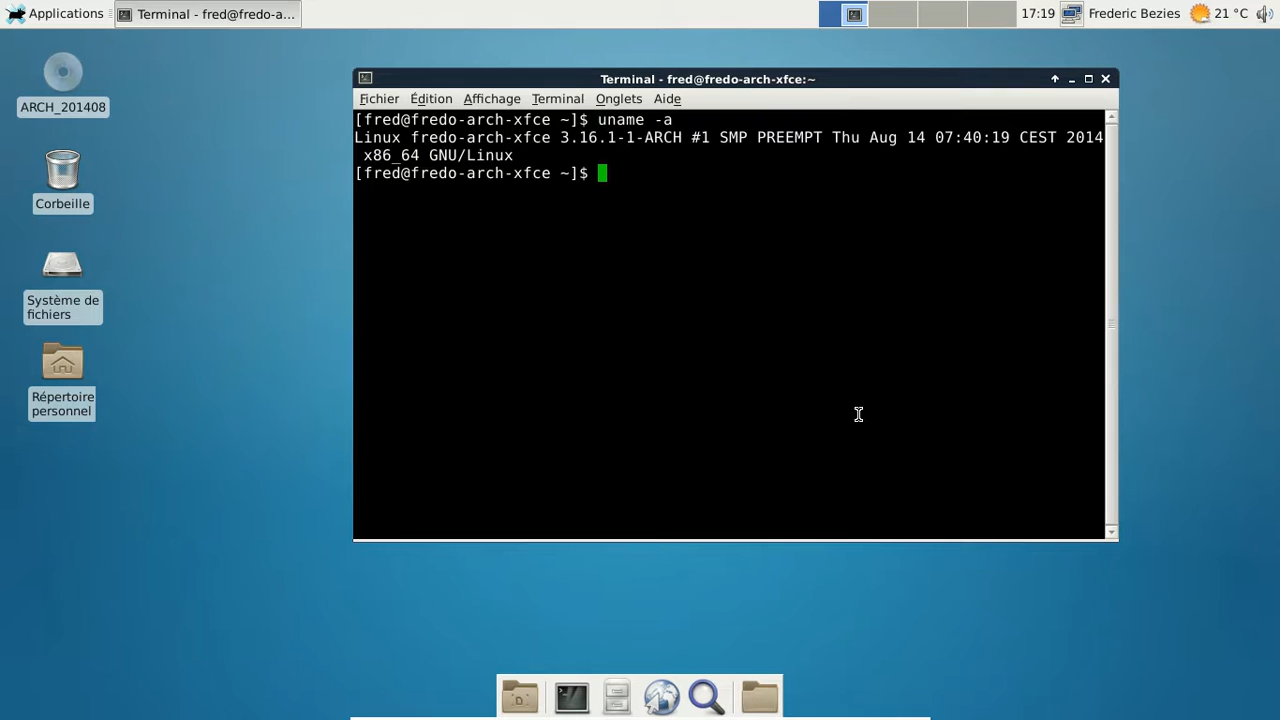 Applications
Terminal - fred@fredo-a...
17:19
Frederic Bezies
21 °C
ARCH_201408
Corbeille
Système de
fichiers
Répertoire
personnel
Terminal - fred@fredo-arch-xfce:~
Fichier Édition Affichage Terminal Onglets Aide
[fred@fredo-arch-xfce ~]$ uname -a
Linux fredo-arch-xfce 3.16.1-1-ARCH #1 SMP PREEMPT Thu Aug 14 07:40:19 CEST 2014
x86_64 GNU/Linux
[fred@fredo-arch-xfce ~]$